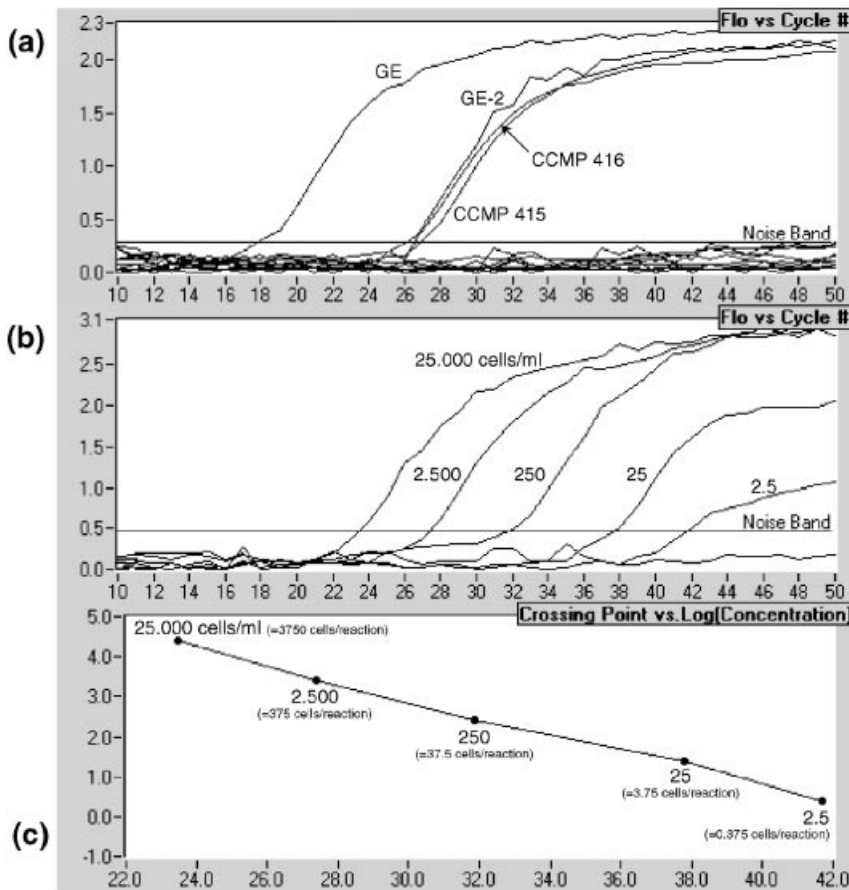 (a)
Flo vs Cycle #
2.3
2.0
1.5
1.0
0.5
0.0
GE
GE-2
CCMP 416
CCMP 415
Noise Band
10 12 14 16 18 20 22 24 26 28 30 32 34 36 38 40 42 44 46 48 50
(b)
Flo vs Cycle #
3.1
2.5
2.0
1.5
1.0
0.5
0.0
25.000 cells/ml
2.500
250
25
2.5
Noise Band
10 12 14 16 18 20 22 24 26 28 30 32 34 36 38 40 42 44 46 48 50
Crossing Point vs.Log[Concentration)
5.0
4.0
3.0
2.0
1.0
0.0
-1.0
25.000 cells/ml (=3750 cells/reaction)
2.500
(=375 cells/reaction)
250
(=37.5 cells/reaction)
25
(=3.75 cells/reaction)
2.5
(=0.375 cells/reaction)
(c)
22.0 24.0 26.0 28.0 30.0 32.0 34.0 36.0 38.0 40.0 42.0